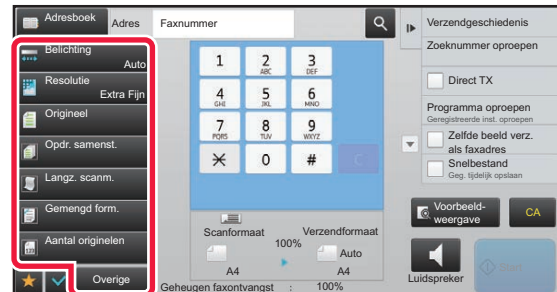 Adresboek
Adres
Faxnummer
Belichting
Auto
Resolutie
Extra Fijn
Origineel
Opdr. samenst.
Langz. scanm.
Gemengd form.
Aantal originelen
Overige
1
2
ABC
3
DEF
4
GHI
5
JKL
6
MNO
7
PQRS
8
TUV
9
WXYZ
0
#
C
Scanformaat
100%
Verzendformaat
Auto
A4
A4
Geheugen faxontvangst : 100%
Verzendgeschiedenis
Zoeknummer oproepen
Direct TX
Programma oproepen
Geregistreerde inst. oproepen
Zelfde beeld verz.
als faxadres
Snelbestand
Geg. tijdelijk opslaan
Voorbeeld-
weergave
CA
Luidspreker
Start